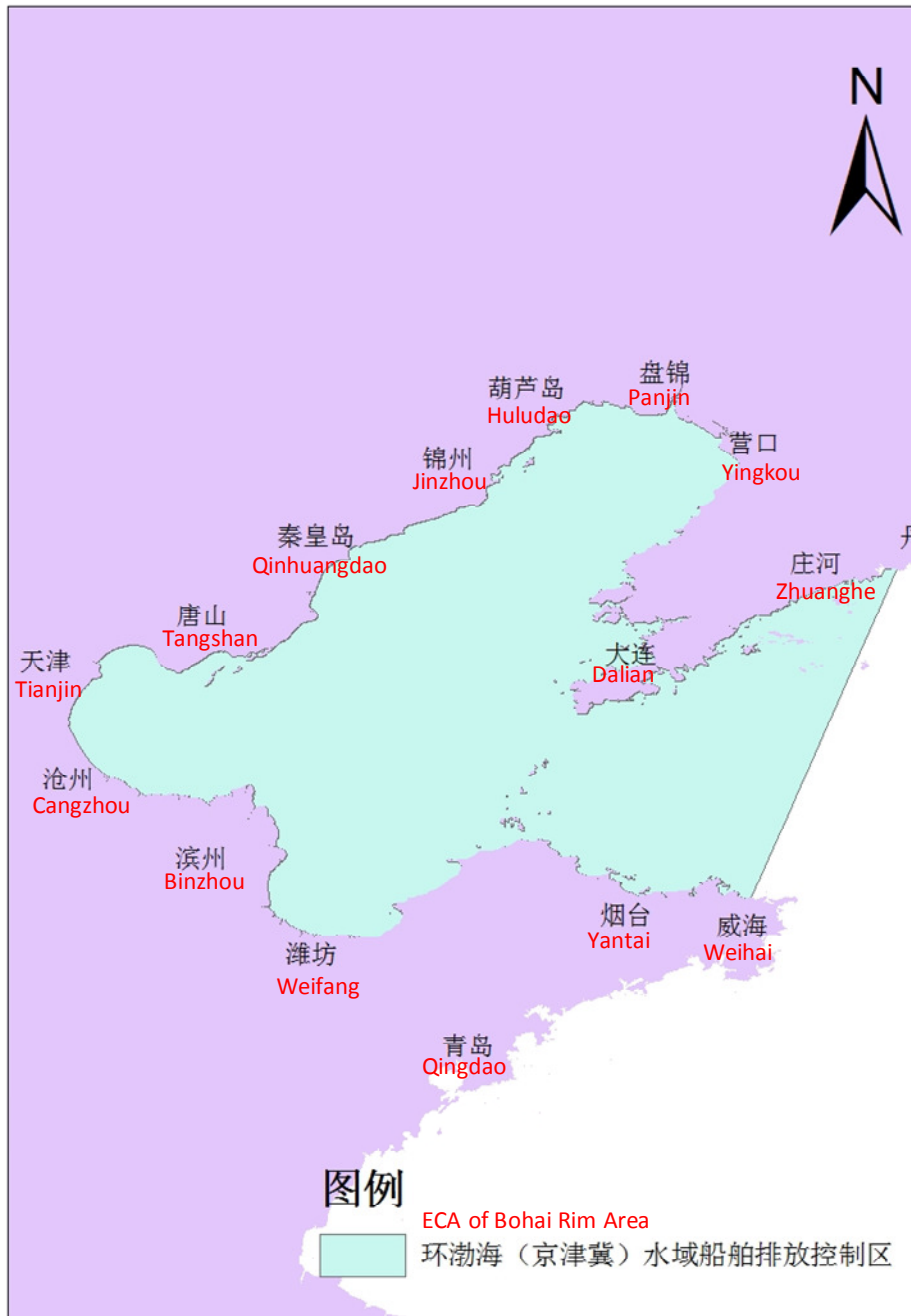 N
盘锦
Panjin
葫芦岛
Huludao
营口
Yingkou
锦州
Jinzhou
秦皇岛
Qinhuangdao
庄河
Zhuanghe
唐山
Tangshan
天津
Tianjin
大连
Dalian
沧州
Cangzhou
滨州
Binzhou
烟台
Yantai
威海
Weihai
潍坊
Weifang
青岛
Qingdao
图例
ECA of Bohai Rim Area
环渤海（京津冀）水域船舶排放控制区